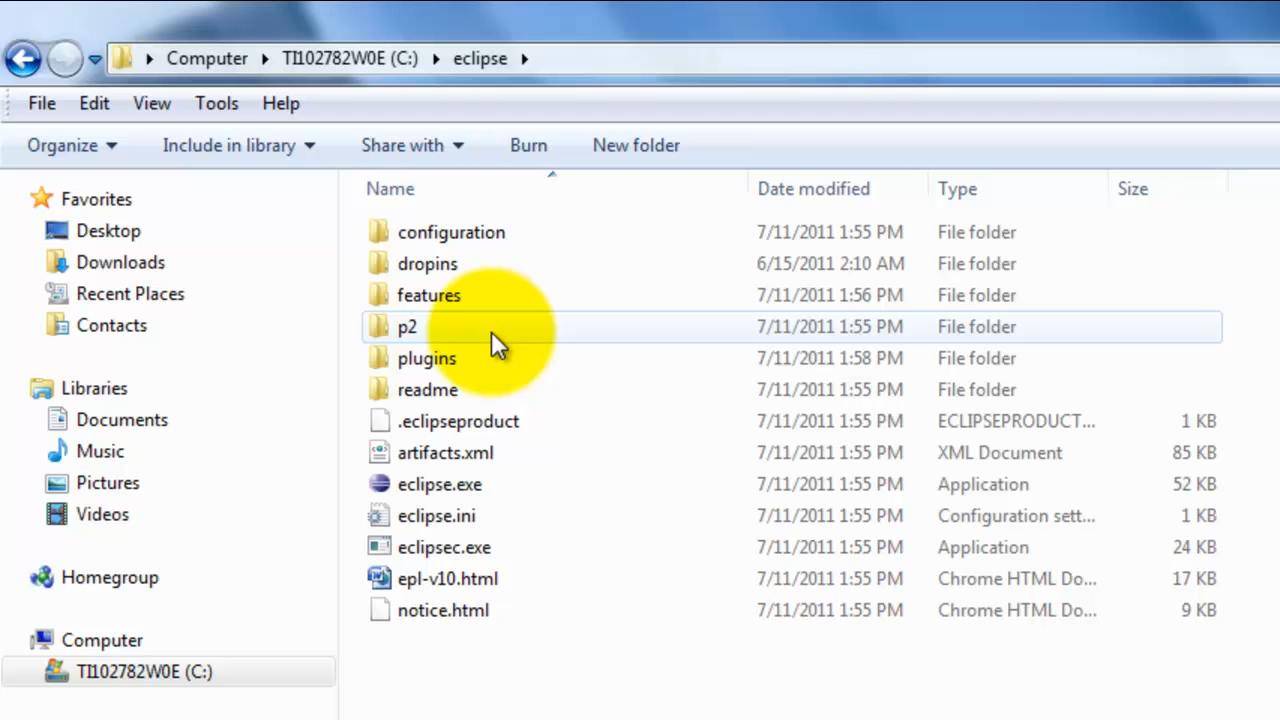 Computer TI102782W0E (C:) eclipse
File Edit View Tools Help
Organize Include in library Share with Burn New folder
Name Date modified Type Size
Favorites
Desktop
Downloads
Recent Places
Contacts
Libraries
Documents
Music
Pictures
Videos
Homegroup
Computer
TI102782W0E (C:)
configuration 7/11/2011 1:55 PM File folder
dropins 6/15/2011 2:10 AM File folder
features 7/11/2011 1:56 PM File folder
p2 7/11/2011 1:55 PM File folder
plugins 7/11/2011 1:58 PM File folder
readme 7/11/2011 1:55 PM File folder
.eclipseproduct 7/11/2011 1:55 PM ECLIPSEPRODUCT... 1 KB
artifacts.xml 7/11/2011 1:55 PM XML Document 85 KB
eclipse.exe 7/11/2011 1:55 PM Application 52 KB
eclipse.ini 7/11/2011 1:55 PM Configuration sett... 1 KB
eclipsec.exe 7/11/2011 1:55 PM Application 24 KB
epl-v10.html 7/11/2011 1:55 PM Chrome HTML Do... 17 KB
notice.html 7/11/2011 1:55 PM Chrome HTML Do... 9 KB